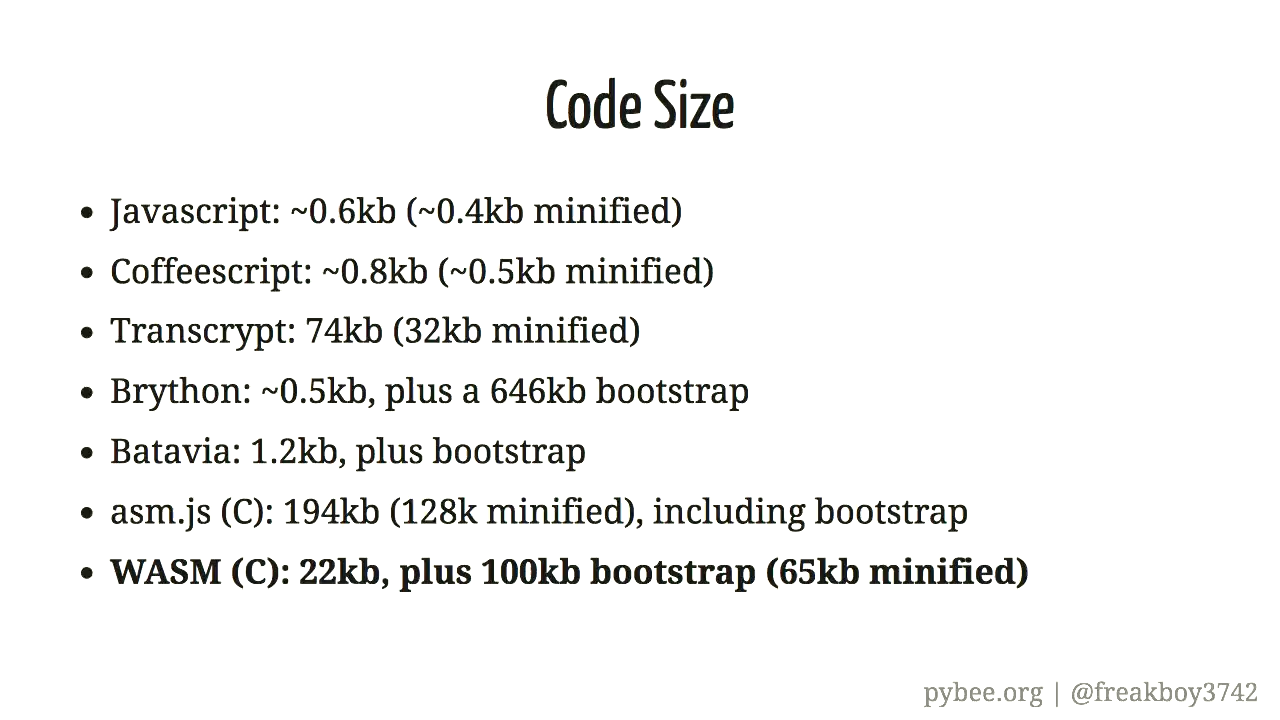 Code Size
• Javascript: ~0.6kb (~0.4kb minified)
• Coffeescript: ~0.8kb (~0.5kb minified)
• Transcrypt: 74kb (32kb minified)
• Brython: ~0.5kb, plus a 646kb bootstrap
• Batavia: 1.2kb, plus bootstrap
• asm.js (C): 194kb (128k minified), including bootstrap
• WASM (C): 22kb, plus 100kb bootstrap (65kb minified)
pybee.org | @freakboy3742